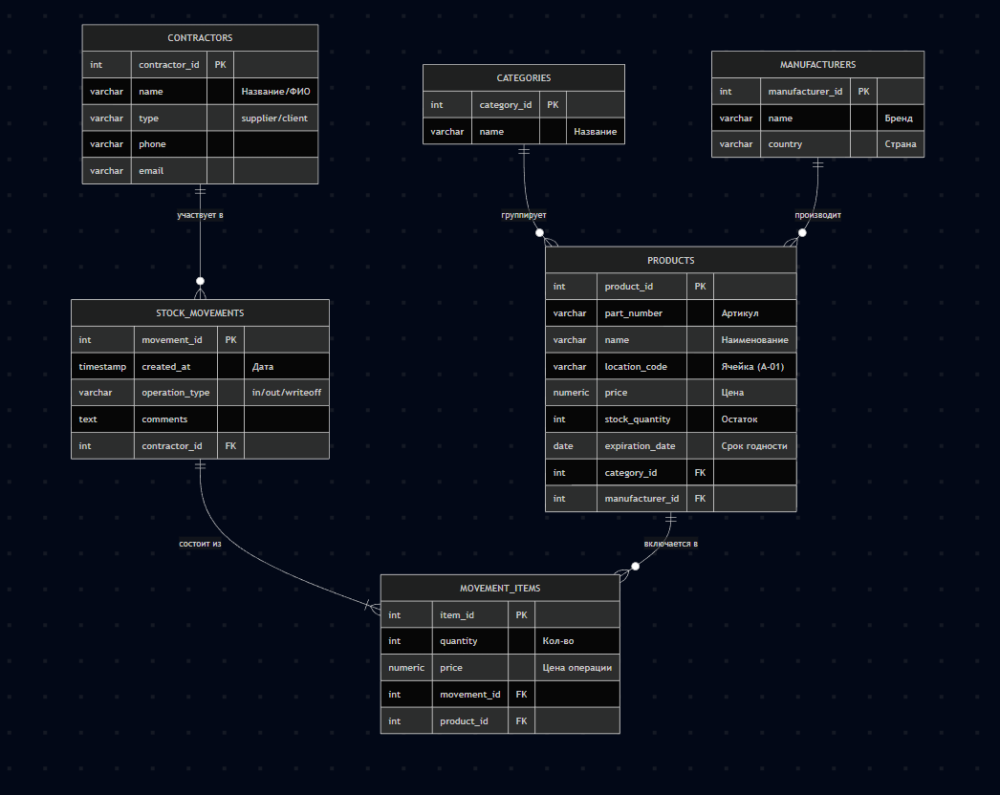 CONTRACTORS
int contractor_id PK
varchar name Название/ФИО
varchar type supplier/client
varchar phone
varchar email
CATEGORIES
int category_id PK
varchar name Название
MANUFACTURERS
int manufacturer_id PK
varchar name Бренд
varchar country Страна
участвует в
группирует
производит
STOCK_MOVEMENTS
int movement_id PK
timestamp created_at Дата
varchar operation_type in/out/writeoff
text comments
int contractor_id FK
PRODUCTS
int product_id PK
varchar part_number Артикул
varchar name Наименование
varchar location_code Ячейка (A-01)
numeric price Цена
int stock_quantity Остаток
date expiration_date Срок годности
int category_id FK
int manufacturer_id FK
состоит из
включается в
MOVEMENT_ITEMS
int item_id PK
int quantity Кол-во
numeric price Цена операции
int movement_id FK
int product_id FK